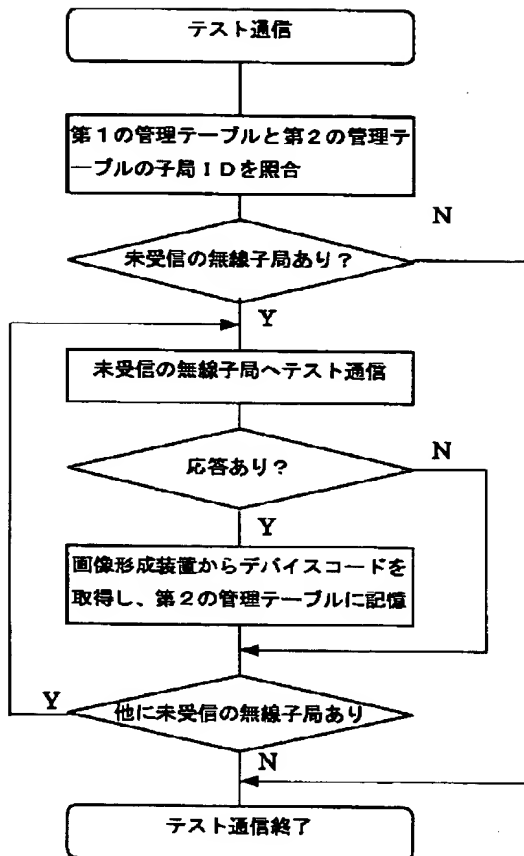 テスト通信
第1の管理テーブルと第2の管理テ
ーブルの子局IDを照合
N
未受信の無線子局あり?
Y
未受信の無線子局へテスト通信
N
応答あり?
Y
画像形成装置からデバイスコードを
取得し、第2の管理テーブルに記憶
Y
他に未受信の無線子局あり
N
テスト通信終了